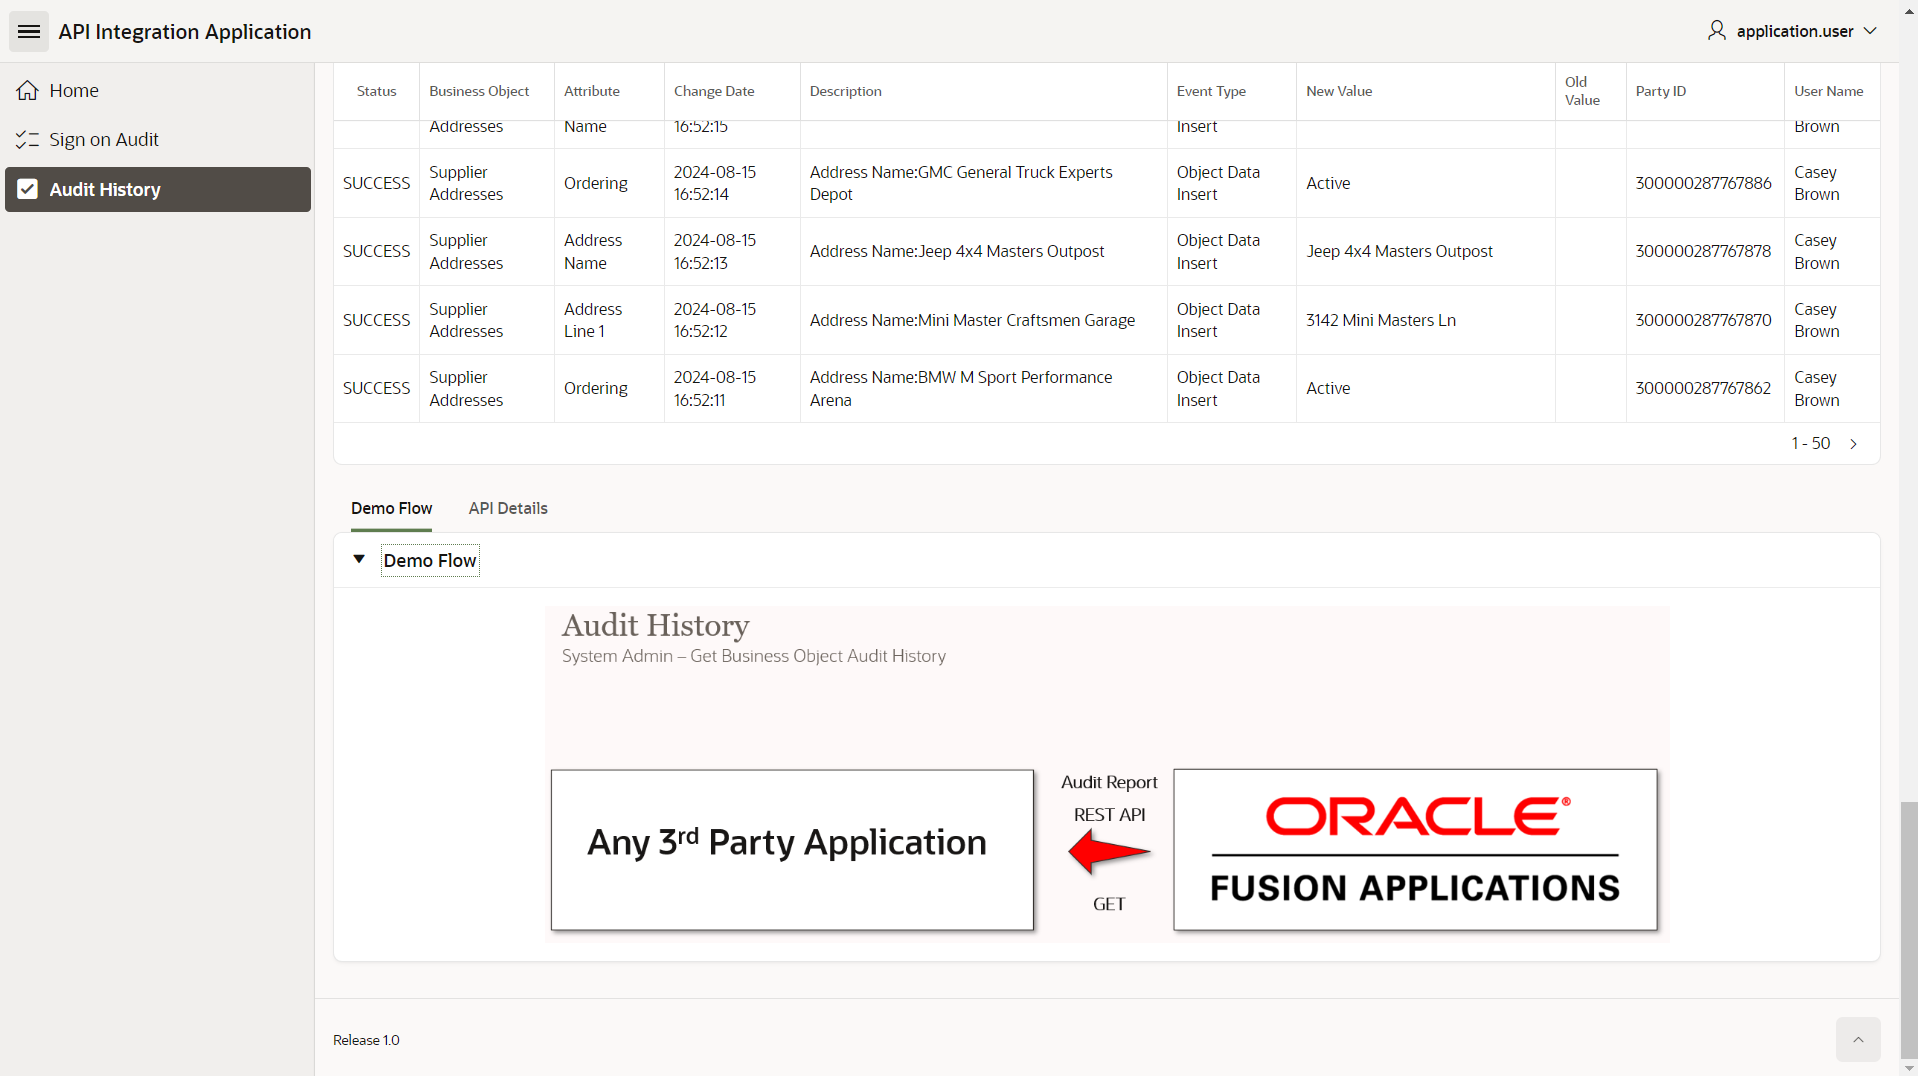 API Integration Application
application.user
Home
Sign on Audit
Audit History
Status Business Object Attribute Change Date Description Event Type New Value Old Value Party ID User Name
Addresses Name 16:52:15 Insert Brown
SUCCESS Supplier Addresses Ordering 2024-08-15 16:52:14 Address Name:GMC General Truck Experts Depot Object Data Insert Active 300000287767886 Casey Brown
SUCCESS Supplier Addresses Address Name 2024-08-15 16:52:13 Address Name:Jeep 4x4 Masters Outpost Object Data Insert Jeep 4x4 Masters Outpost 300000287767878 Casey Brown
SUCCESS Supplier Addresses Address Line 1 2024-08-15 16:52:12 Address Name:Mini Master Craftsmen Garage Object Data Insert 3142 Mini Masters Ln 300000287767870 Casey Brown
SUCCESS Supplier Addresses Ordering 2024-08-15 16:52:11 Address Name:BMW M Sport Performance Arena Object Data Insert Active 300000287767862 Casey Brown
1 - 50
Demo Flow API Details
Demo Flow
Audit History
System Admin – Get Business Object Audit History
Any 3rd Party Application
Audit Report
REST API
GET
ORACLE®
FUSION APPLICATIONS
Release 1.0